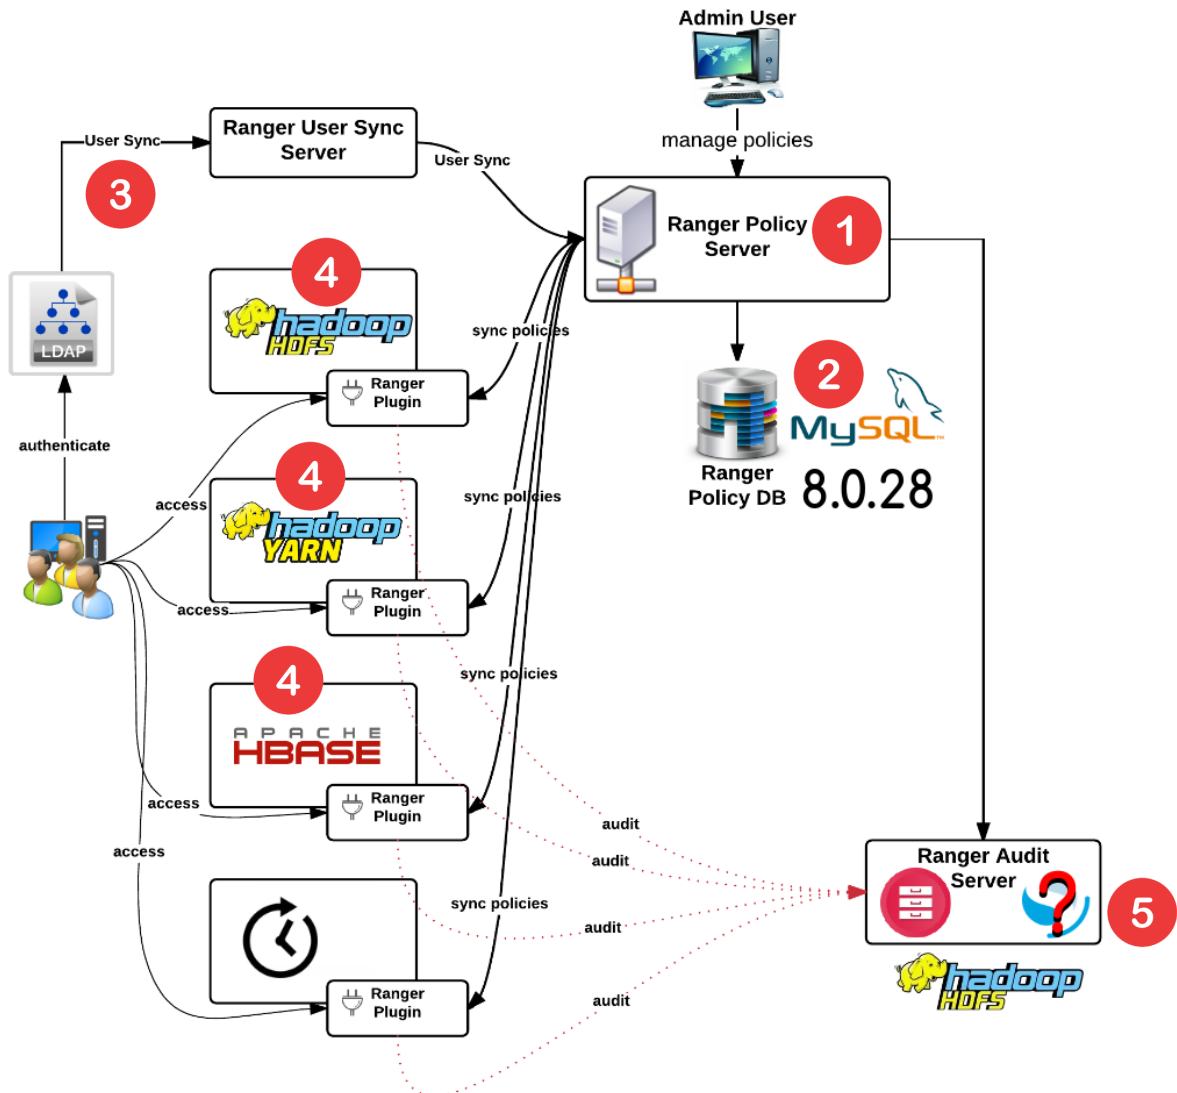 Admin User
manage policies
User Sync
Ranger User Sync
Server
User Sync
3
Ranger Policy
Server
1
LDAP
authenticate
4
hadoop
HDFS
Ranger
Plugin
sync policies
access
2
MySQL
TM
Ranger
Policy DB
8.0.28
4
hadoop
YARN
Ranger
Plugin
sync policies
access
4
APACHE
HBASE
Ranger
Plugin
sync policies
access
access
Ranger
Plugin
sync policies
audit
audit
audit
audit
Ranger Audit
Server
?
5
hadoop
HDFS